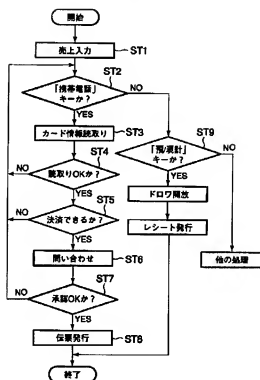 開始
売上入力
ST1
ST2
「携帯電話」
キーか？
NO
YES
カード情報読取り
ST3
ST4
読取りOKか？
NO
YES
ST5
決済できるか？
NO
YES
問い合わせ
ST6
ST7
承認OKか？
NO
YES
伝票発行
ST8
終了
ST9
「預/現計」
キーか？
NO
YES
ドロワ開放
レシート発行
他の処理